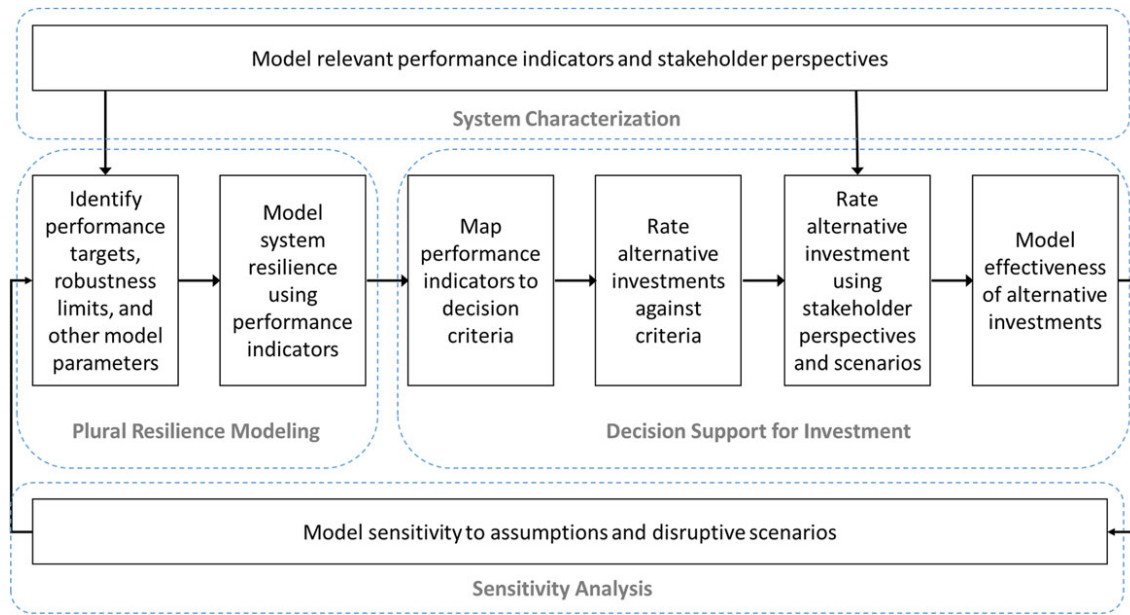 Model relevant performance indicators and stakeholder perspectives
System Characterization
Identify
performance
targets,
robustness
limits, and
other model
parameters
Model
system
resilience
using
performance
indicators
Plural Resilience Modeling
Map
performance
indicators to
decision
criteria
Rate
alternative
investments
against
criteria
Rate
alternative
investment
using
stakeholder
perspectives
and scenarios
Model
effectiveness
of alternative
investments
Decision Support for Investment
Model sensitivity to assumptions and disruptive scenarios
Sensitivity Analysis